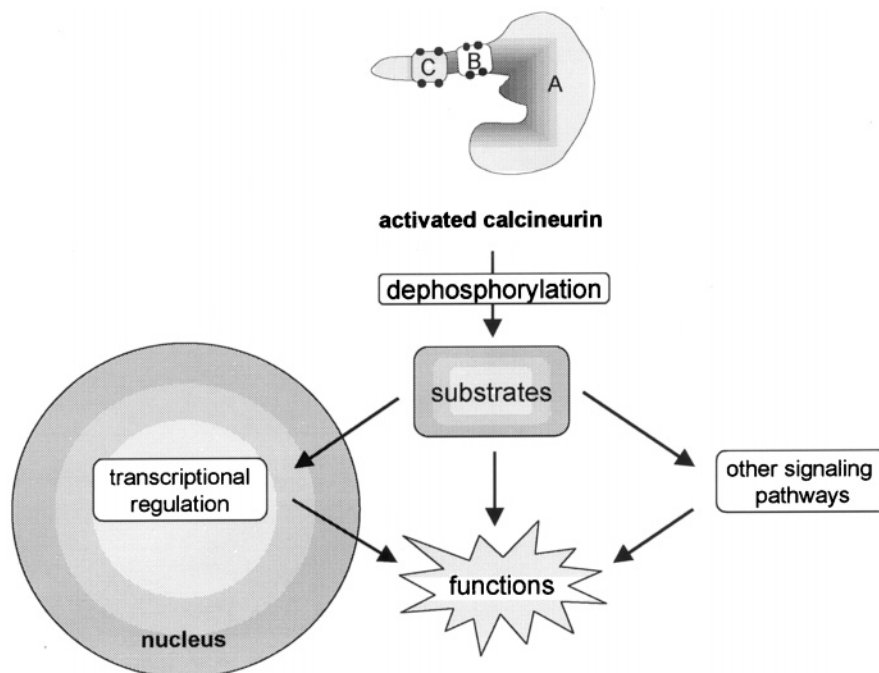 C
B
A
activated calcineurin
dephosphorylation
substrates
transcriptional
regulation
other signaling
pathways
functions
nucleus